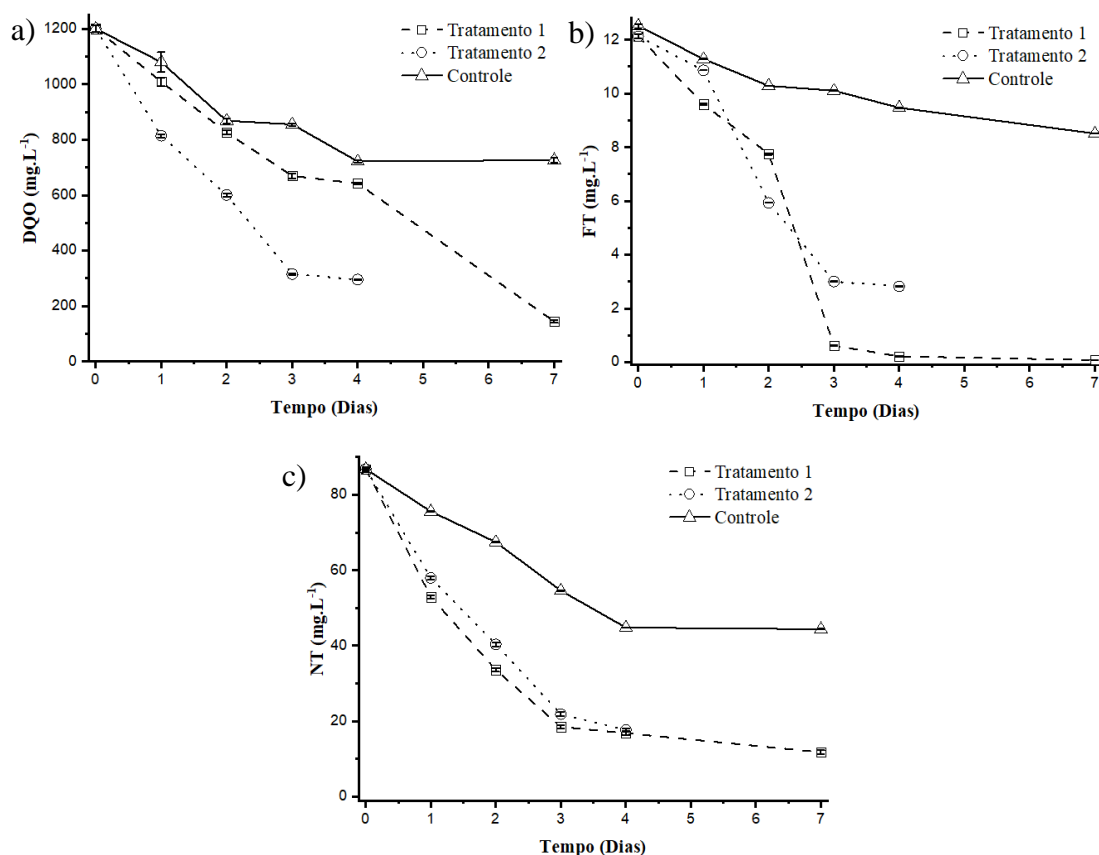 a)
1200
1000
800
600
400
200
0
DQO (mg.L⁻¹)
0 1 2 3 4 5 6 7
Tempo (Dias)
Tratamento 1
Tratamento 2
Controle
b)
12
10
8
6
4
2
0
FT (mg.L⁻¹)
0 1 2 3 4 5 6 7
Tempo (Dias)
Tratamento 1
Tratamento 2
Controle
c)
80
60
40
20
0
NT (mg.L⁻¹)
0 1 2 3 4 5 6 7
Tempo (Dias)
Tratamento 1
Tratamento 2
Controle